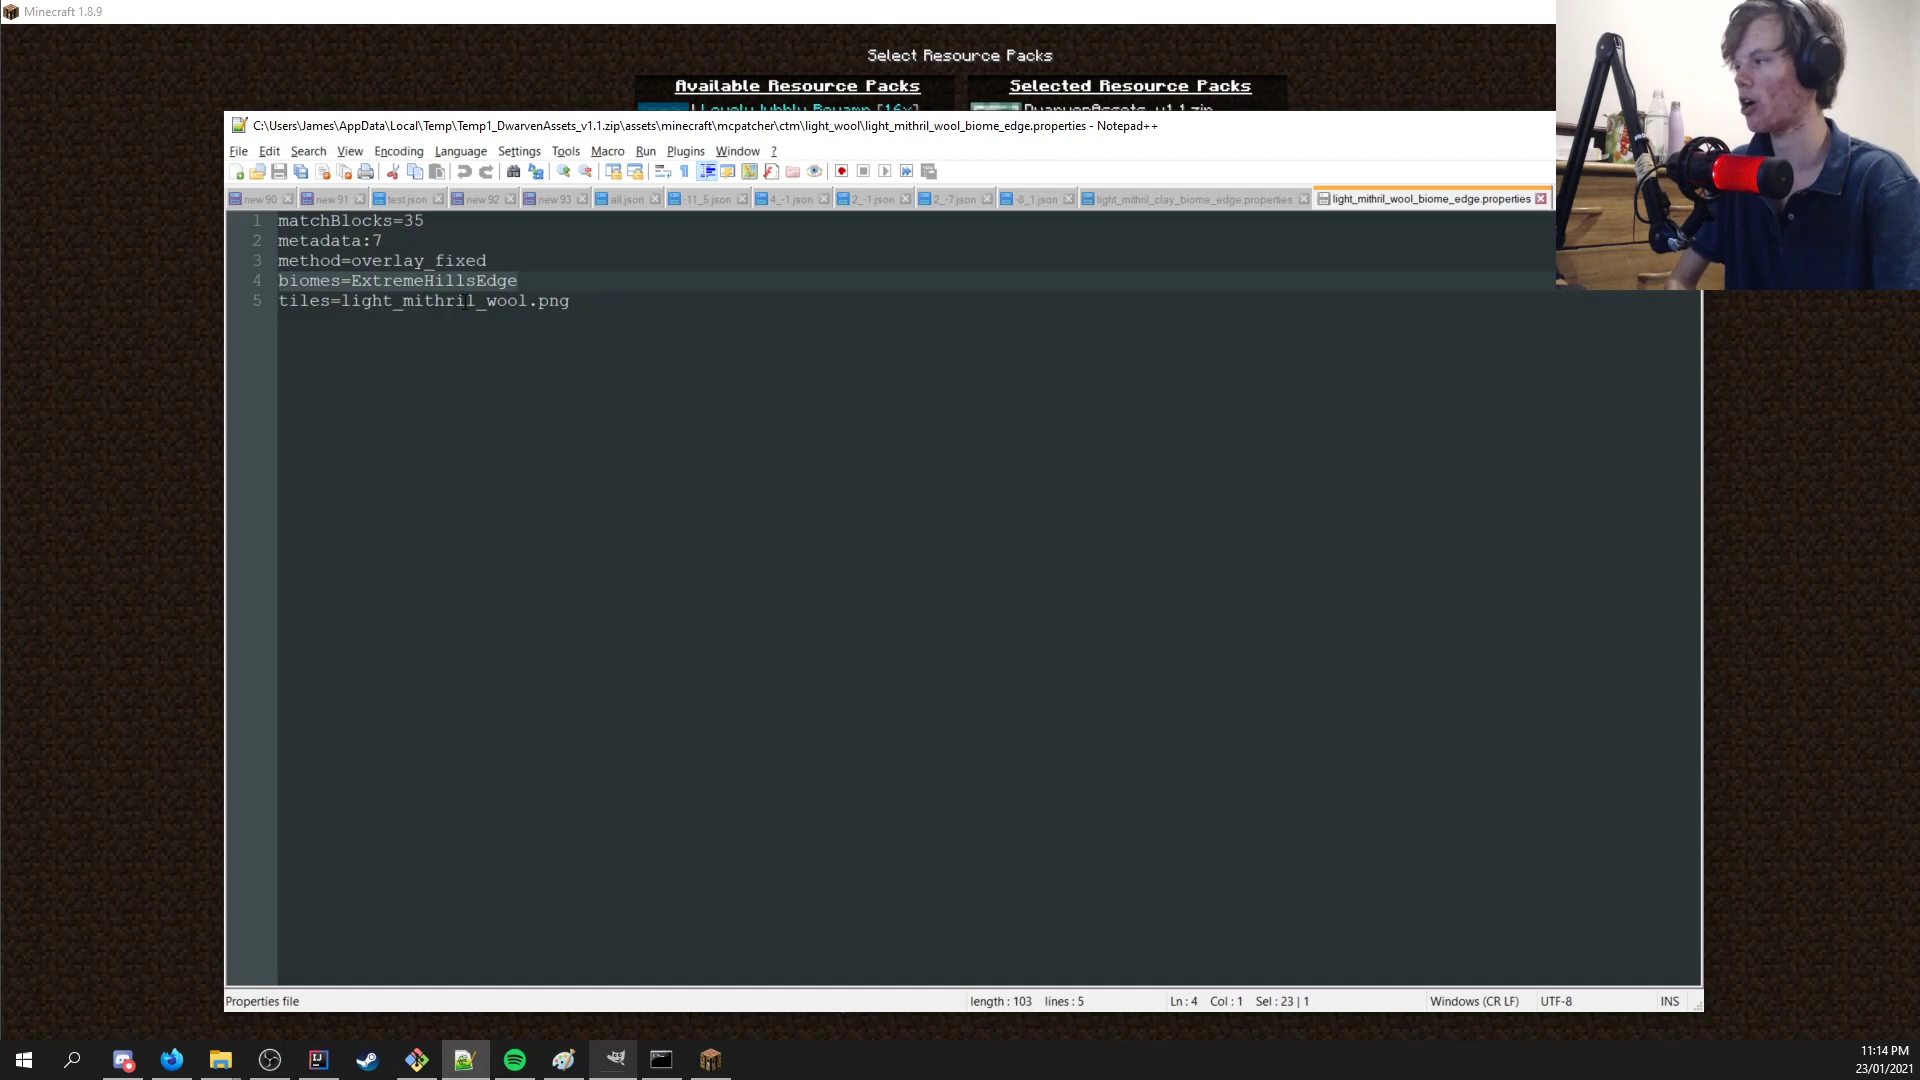 Minecraft 1.8.9
Select Resource Packs
Available Resource Packs
Selected Resource Packs
C:\Users\James\AppData\Local\Temp\Temp1_DwarvenAssets_v1.1.zip\assets\minecraft\mcpatcher\ctm\light_wool\light_mithril_wool_biome_edge.properties - Notepad++
File Edit Search View Encoding Language Settings Tools Macro Run Plugins Window ?
new 90 new 91 test.json new 92 new 93 all.json -11_5.json 4_-1.json 2_-1.json 2_-7.json -8_1.json light_mithril_clay_biome_edge.properties light_mithril_wool_biome_edge.properties
1 matchBlocks=35
2 metadata:7
3 method=overlay_fixed
4 biomes=ExtremeHillsEdge
5 tiles=light_mithril_wool.png
Properties file length : 103 lines : 5 Ln : 4 Col : 1 Sel : 23 | 1 Windows (CR LF) UTF-8 INS
11:14 PM
23/01/2021